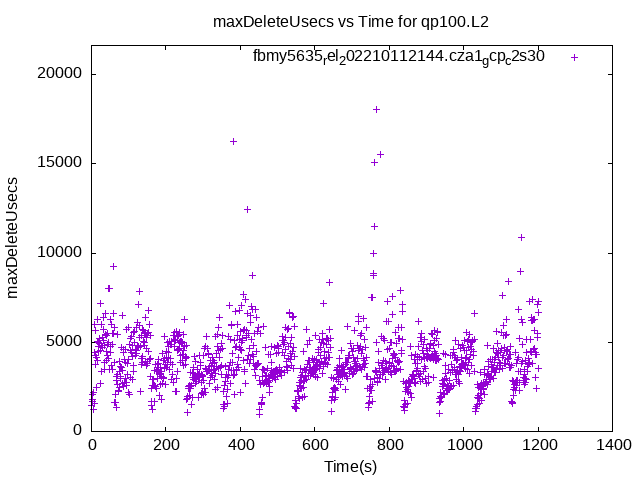 maxDeleteUsecs vs Time for qp100.L2
fbmy5635rel202210112144.cza1gcpc2s30
20000
15000
10000
5000
0
maxDeleteUsecs
0 200 400 600 800 1000 1200 1400
Time(s)